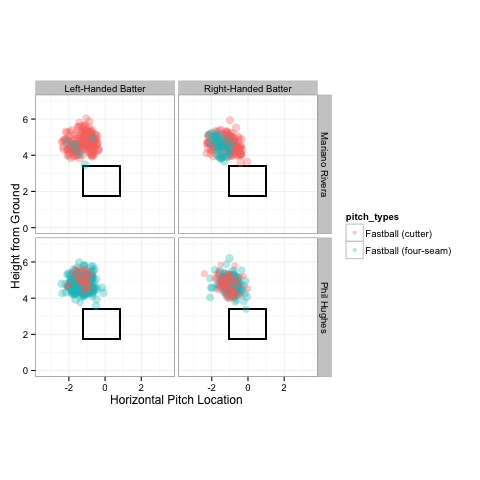 Left-Handed Batter
Right-Handed Batter
6
4
2
0
Mariano Rivera
6
4
2
0
Phil Hughes
Height from Ground
-2
0
2
-2
0
2
Horizontal Pitch Location
pitch_types
Fastball (cutter)
Fastball (four-seam)